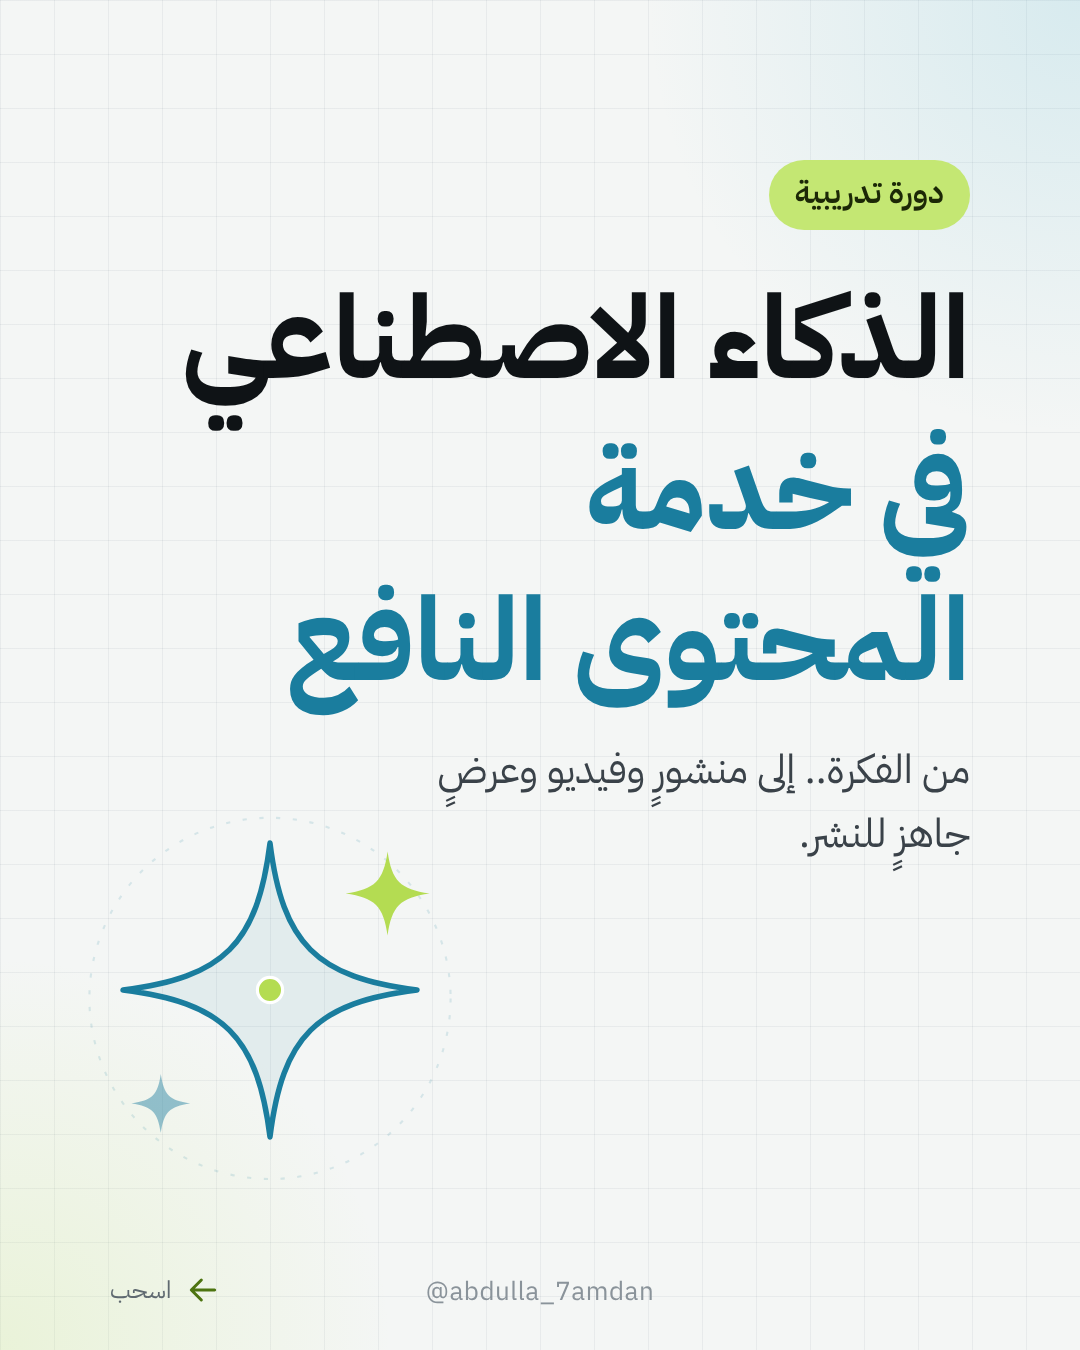 دورة تدريبية
الذكاء الاصطناعي
في خدمة
المحتوى النافع
من الفكرة.. إلى منشورٍ وفيديو وعرضٍ
جاهزٍ للنشر.
اسحب
@abdulla_7amdan